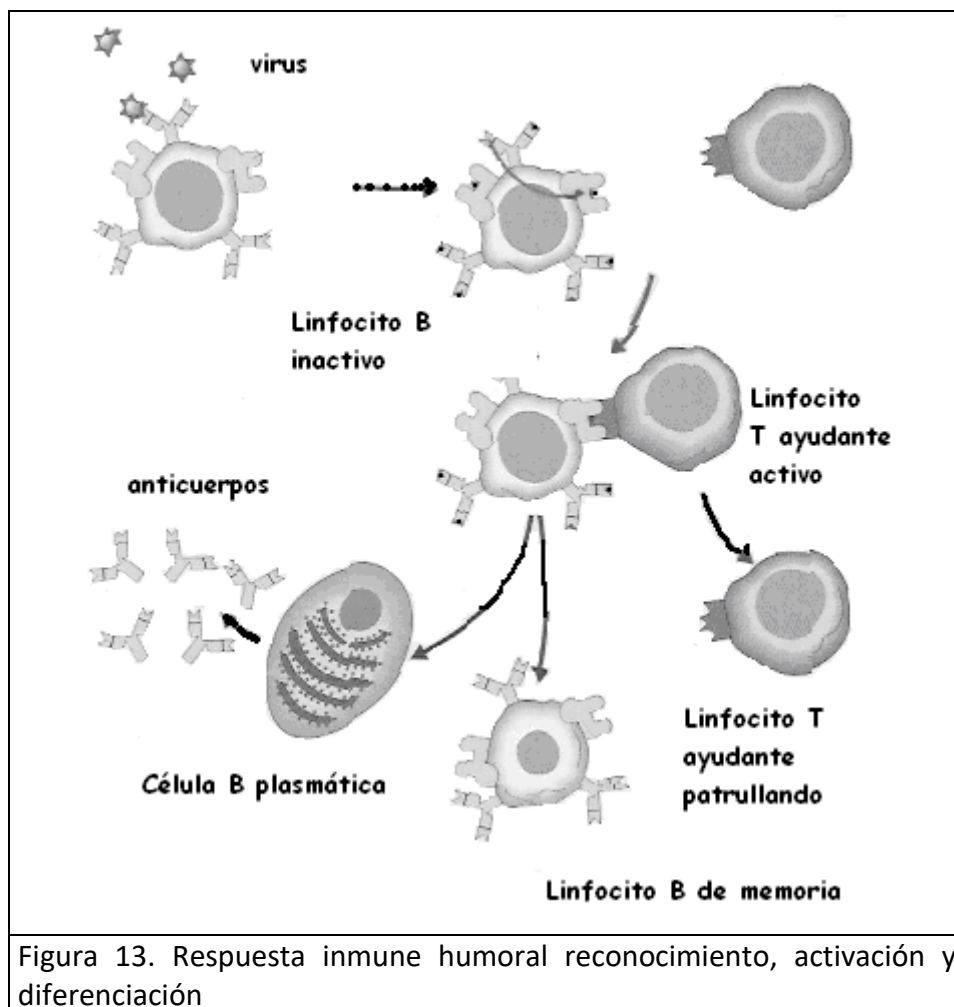 virus
Linfocito B
inactivo
Linfocito
T ayudante
activo
anticuerpos
Célula B plasmática
Linfocito T
ayudante
patrullando
Linfocito B de memoria
Figura 13. Respuesta inmune humoral reconocimiento, activación y
diferenciación